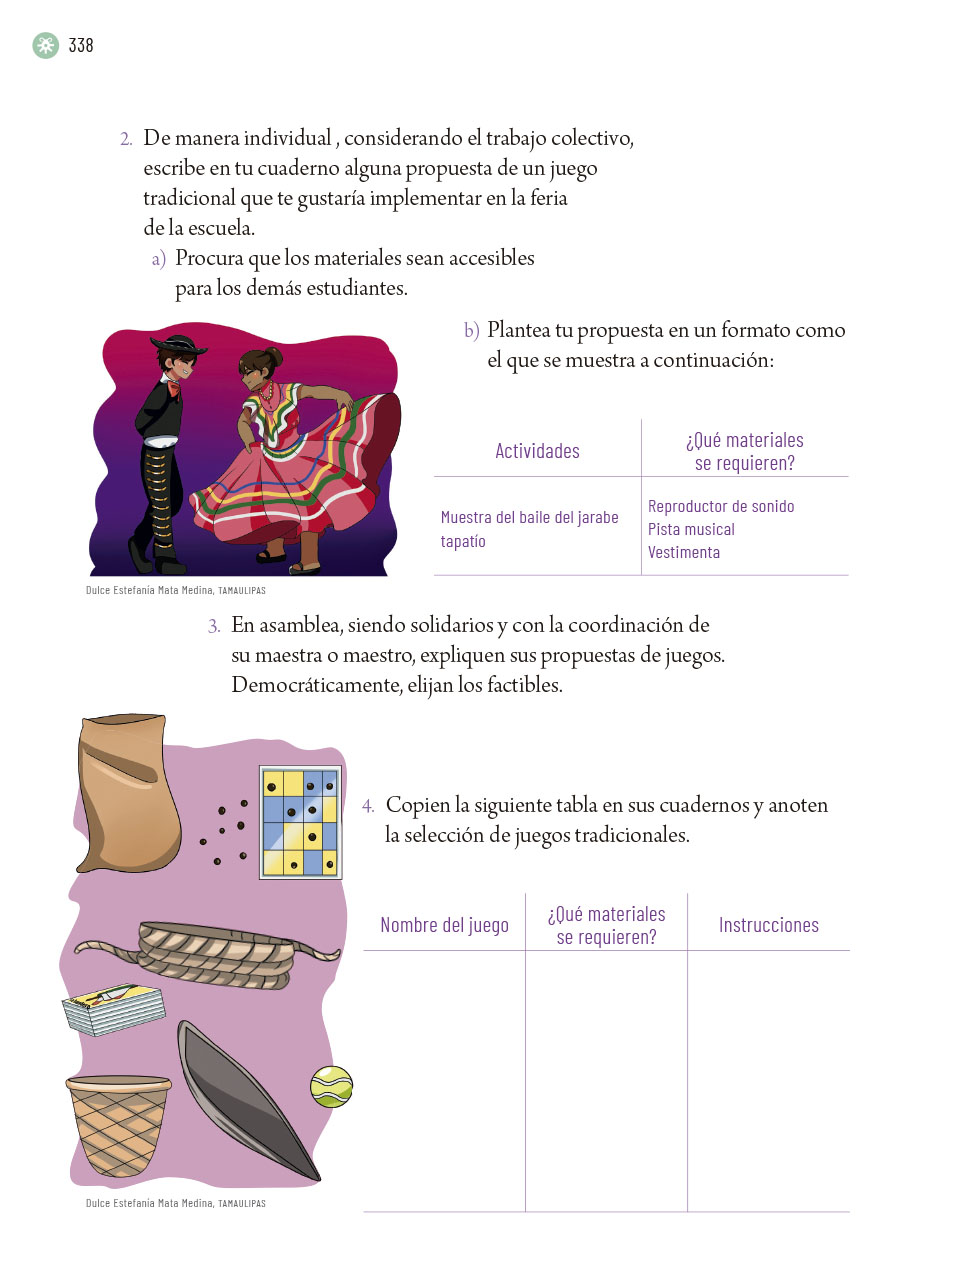 338
2. De manera individual , considerando el trabajo colectivo,
escribe en tu cuaderno alguna propuesta de un juego
tradicional que te gustaría implementar en la feria
de la escuela.
a) Procura que los materiales sean accesibles
para los demás estudiantes.
b) Plantea tu propuesta en un formato como
el que se muestra a continuación:
Actividades
¿Qué materiales
se requieren?
Muestra del baile del jarabe
tapatío
Reproductor de sonido
Pista musical
Vestimenta
Dulce Estefanía Mata Medina, TAMAULIPAS
3. En asamblea, siendo solidarios y con la coordinación de
su maestra o maestro, expliquen sus propuestas de juegos.
Democráticamente, elijan los factibles.
4. Copien la siguiente tabla en sus cuadernos y anoten
la selección de juegos tradicionales.
Nombre del juego
¿Qué materiales
se requieren?
Instrucciones
Dulce Estefanía Mata Medina, TAMAULIPAS